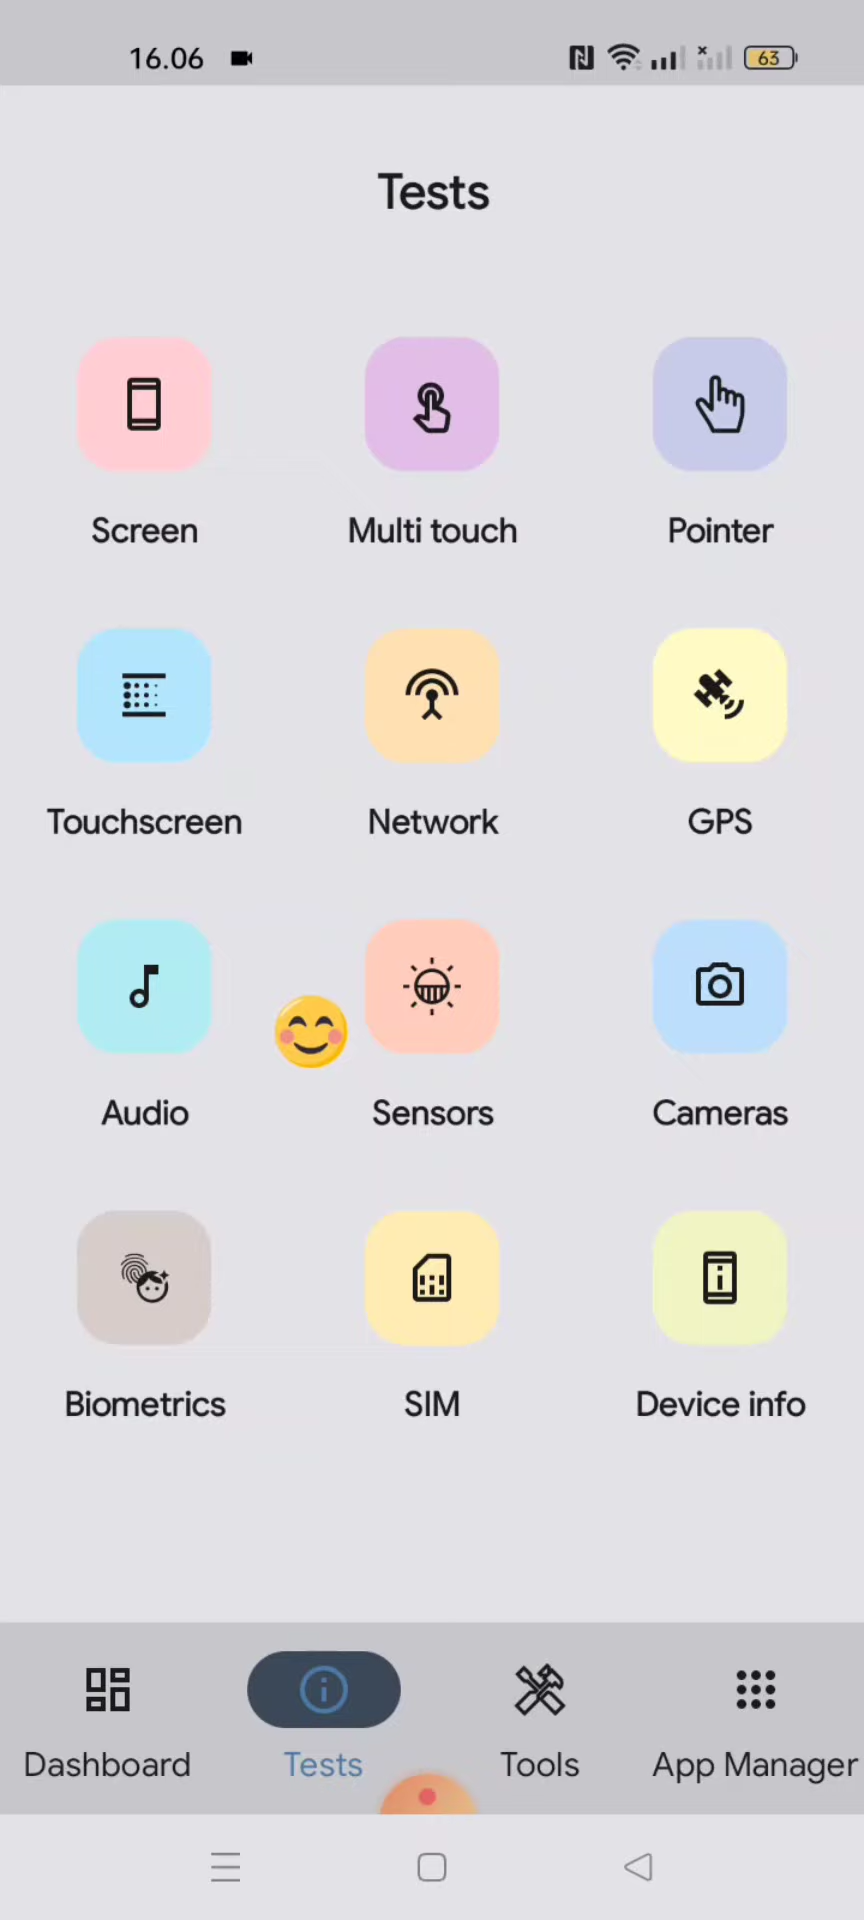 16.06
63
Tests
Screen
Multi touch
Pointer
Touchscreen
Network
GPS
Audio
Sensors
Cameras
Biometrics
SIM
Device info
Dashboard
Tests
Tools
App Manager